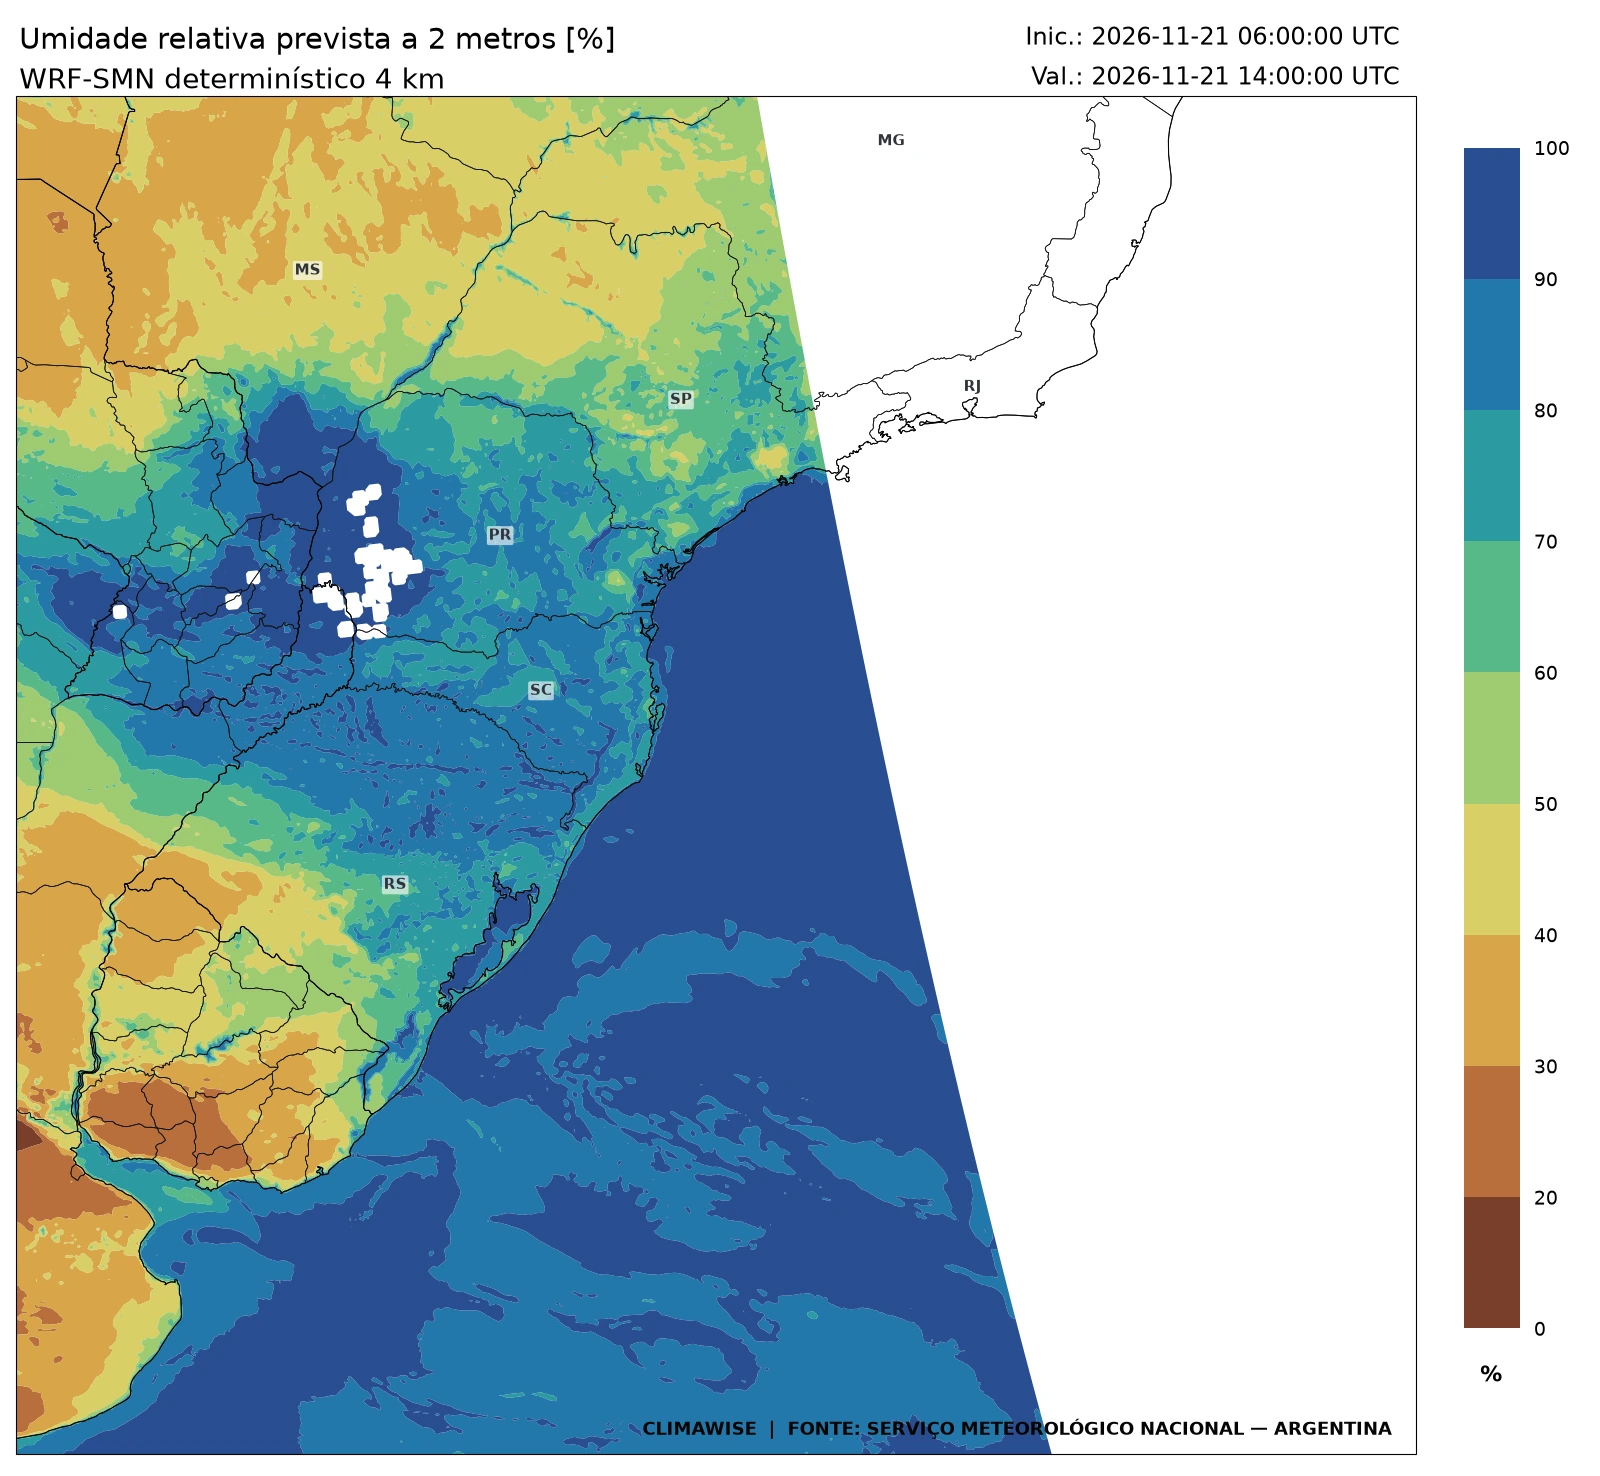 Umidade relativa prevista a 2 metros [%]
WRF-SMN determinístico 4 km
Inic.: 2026-11-21 06:00:00 UTC
Val.: 2026-11-21 14:00:00 UTC
MG
MS
RJ
SP
PR
SC
RS
100
90
80
70
60
50
40
30
20
0
%
CLIMAWISE | FONTE: SERVIÇO METEOROLÓGICO NACIONAL — ARGENTINA